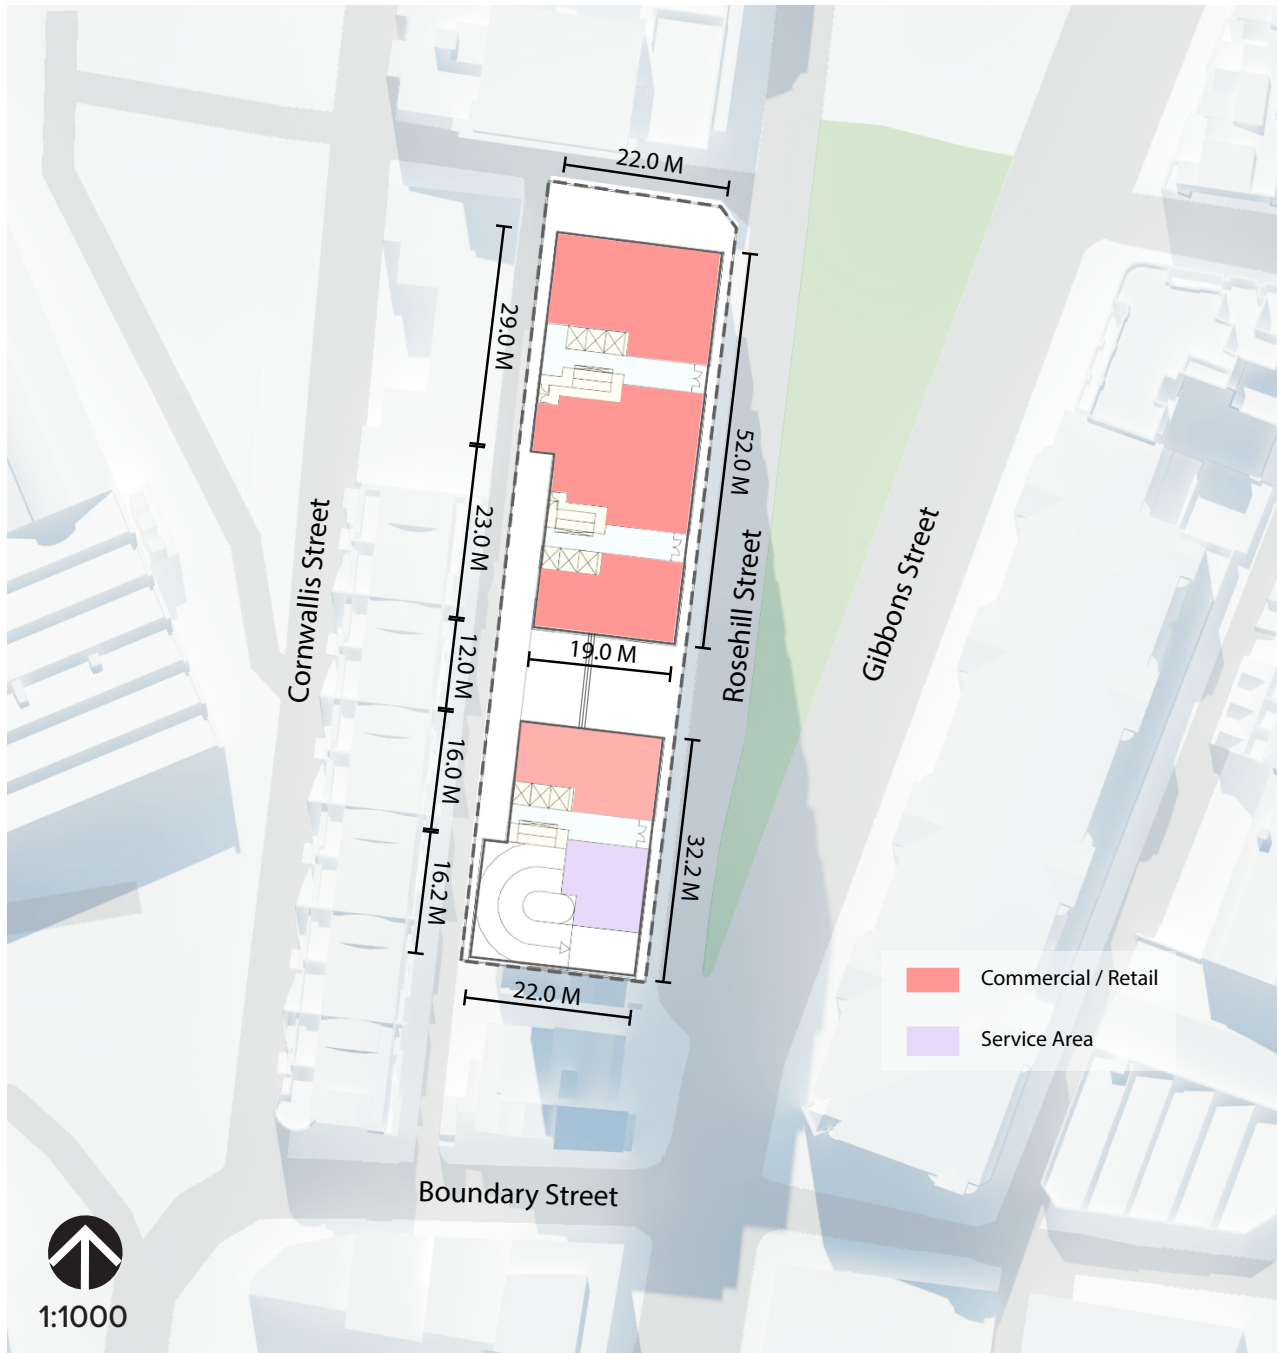 22.0 M
29.0 M
52.0 M
23.0 M
Cornwallis Street
Rosehill Street
Gibbons Street
12.0 M
19.0 M
16.0 M
32.2 M
16.2 M
22.0 M
Commercial / Retail
Service Area
Boundary Street
1:1000